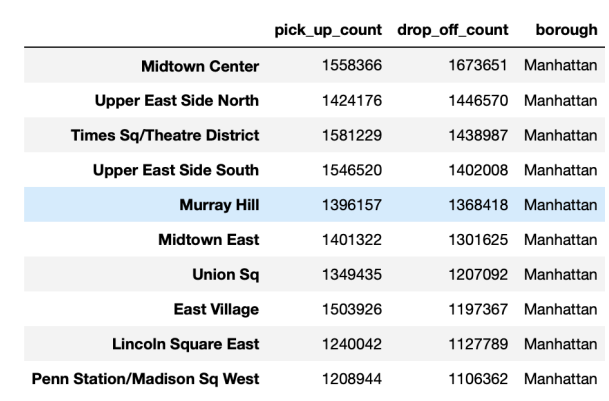 pick_up_count drop_off_count borough
Midtown Center 1558366 1673651 Manhattan
Upper East Side North 1424176 1446570 Manhattan
Times Sq/Theatre District 1581229 1438987 Manhattan
Upper East Side South 1546520 1402008 Manhattan
Murray Hill 1396157 1368418 Manhattan
Midtown East 1401322 1301625 Manhattan
Union Sq 1349435 1207092 Manhattan
East Village 1503926 1197367 Manhattan
Lincoln Square East 1240042 1127789 Manhattan
Penn Station/Madison Sq West 1208944 1106362 Manhattan